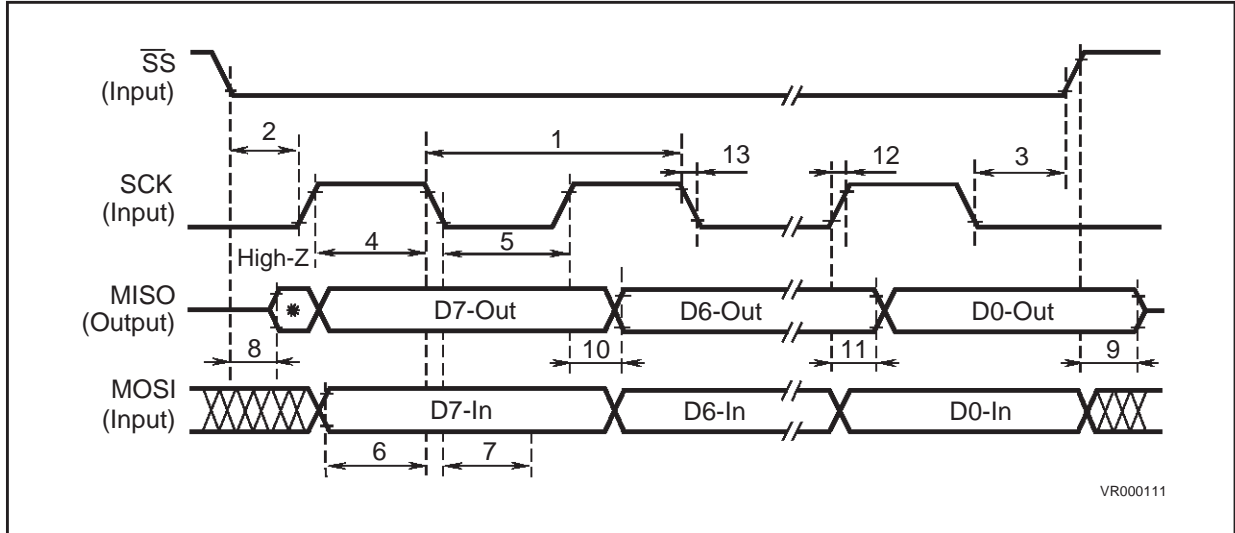 S̅S̅
(Input)
2
1
13
12
3
SCK
(Input)
4
5
High-Z
MISO
(Output)
*
D7-Out
D6-Out
D0-Out
8
10
11
9
MOSI
(Input)
D7-In
D6-In
D0-In
6
7
VR000111